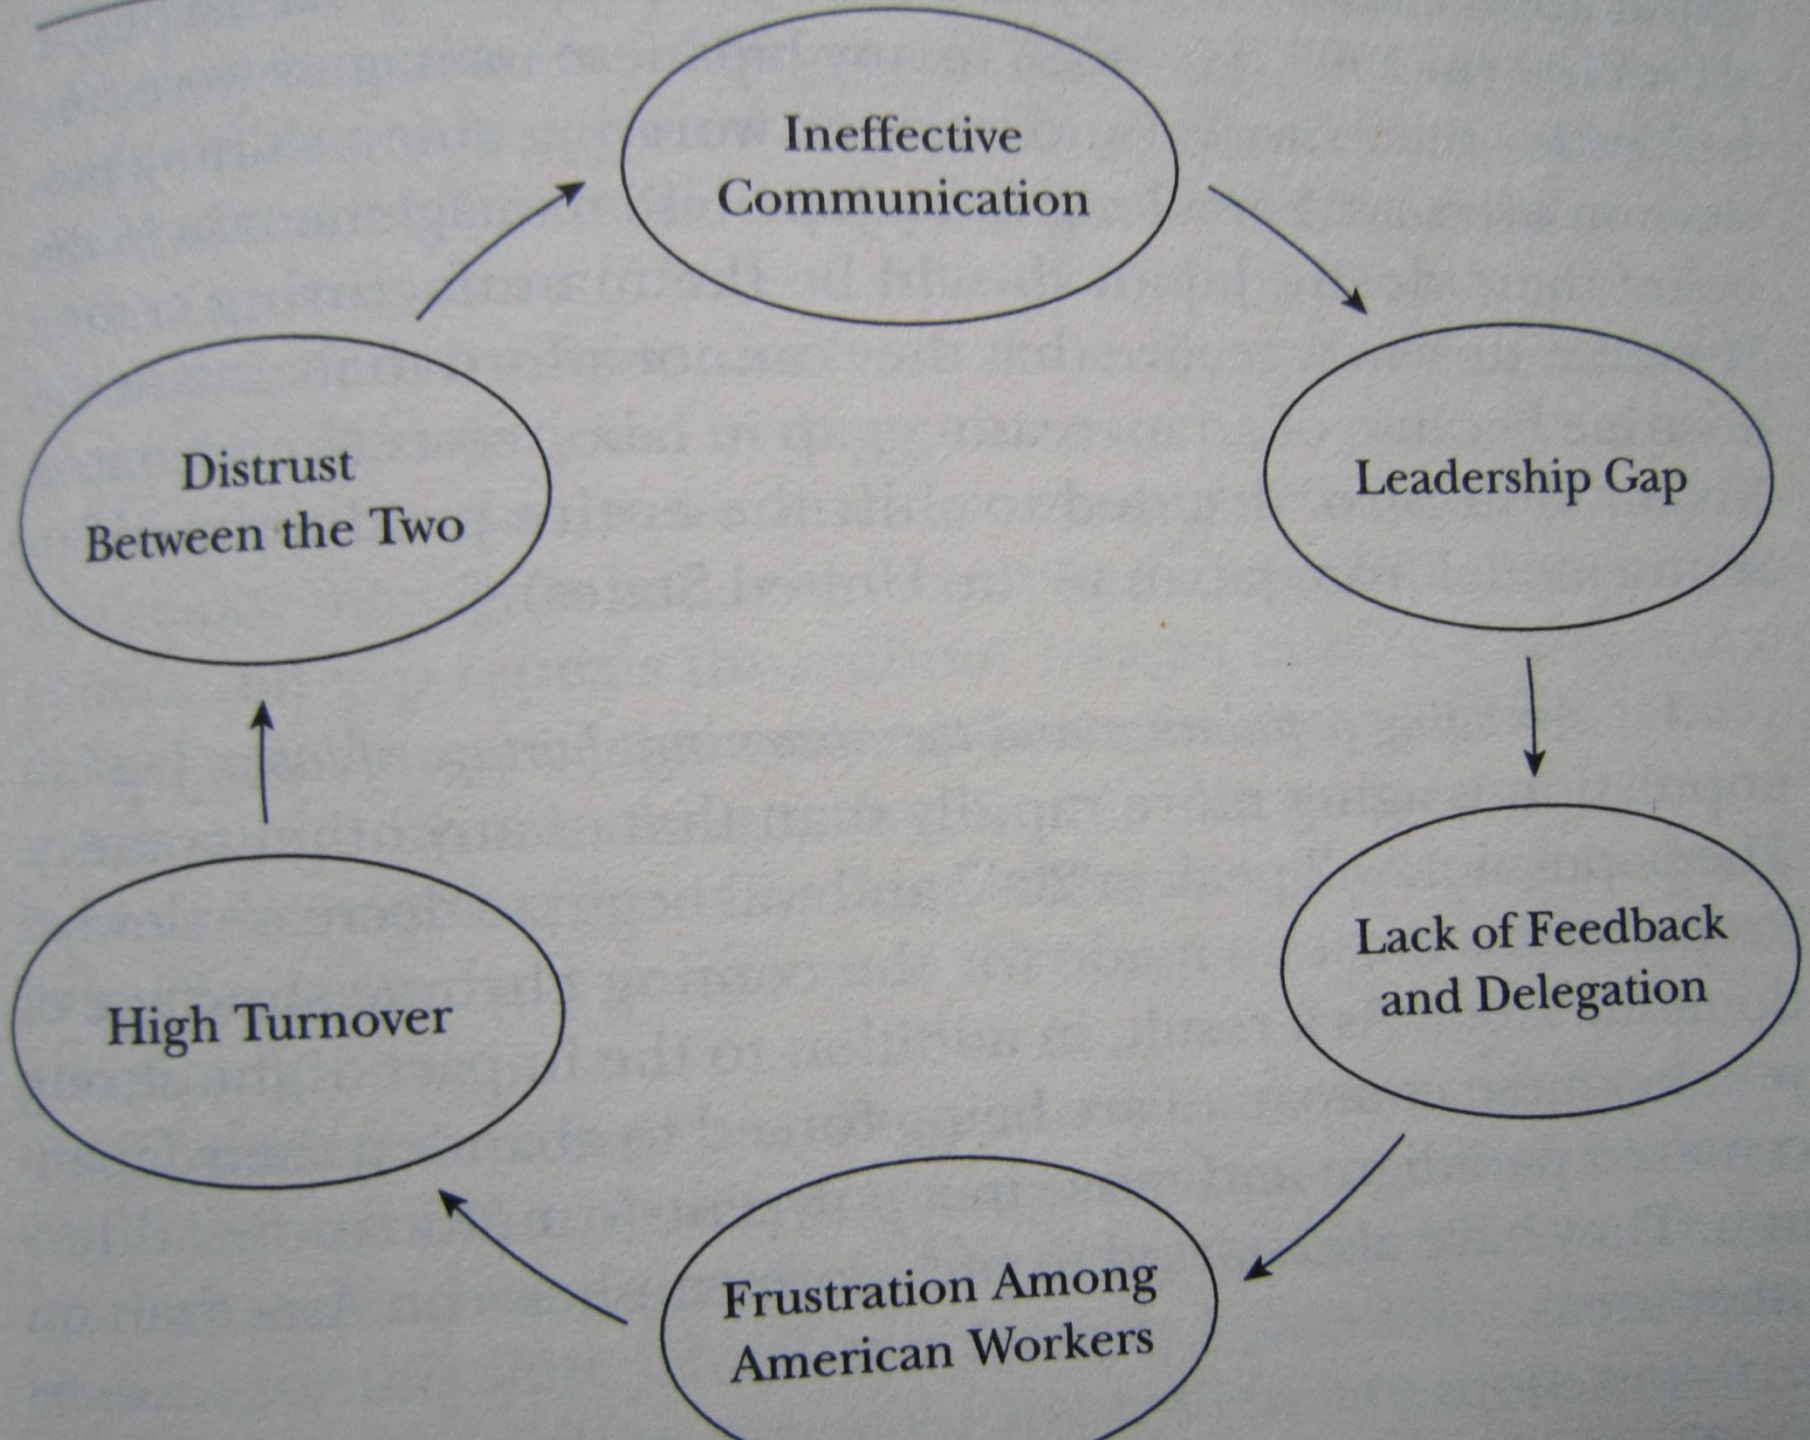 Ineffective
Communication
Leadership Gap
Lack of Feedback
and Delegation
Frustration Among
American Workers
High Turnover
Distrust
Between the Two